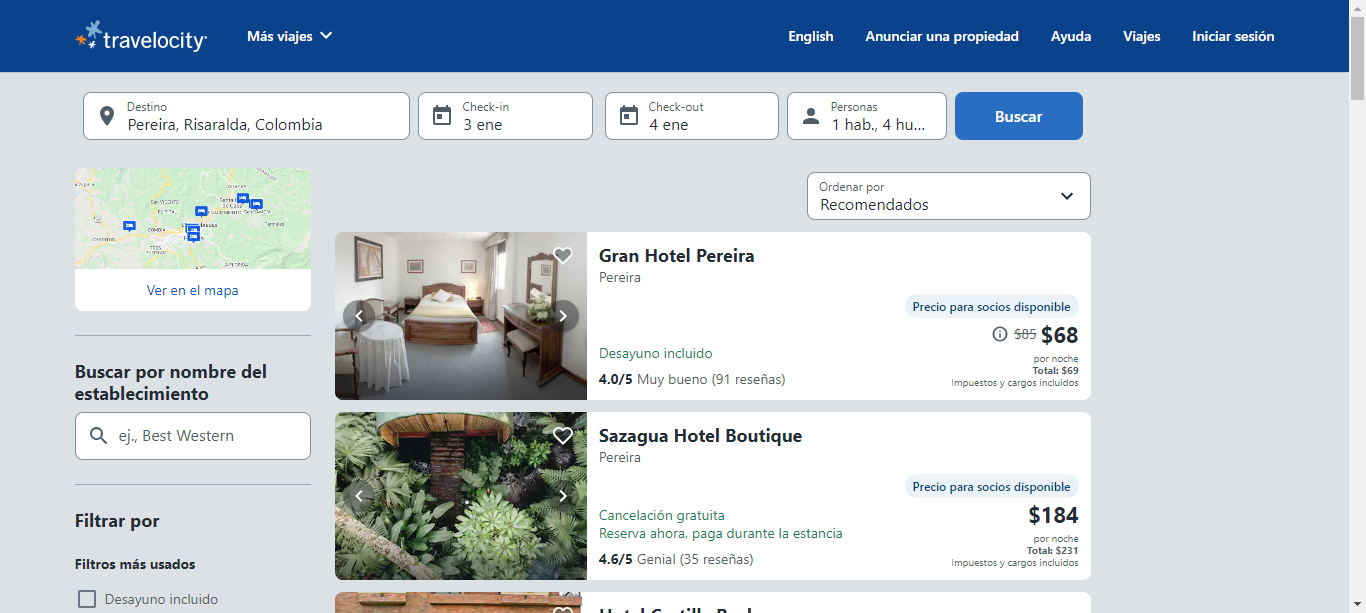 travelocity
Más viajes
English
Anunciar una propiedad
Ayuda
Viajes
Iniciar sesión
Destino
Pereira, Risaralda, Colombia
Check-in
3 ene
Check-out
4 ene
Personas
1 hab., 4 hu...
Buscar
Ver en el mapa
Buscar por nombre del
establecimiento
ej., Best Western
Filtrar por
Filtros más usados
Desayuno incluido
Ordenar por
Recomendados
Gran Hotel Pereira
Pereira
Precio para socios disponible
$85 $68
por noche
Total: $69
Impuestos y cargos incluidos
Desayuno incluido
4.0/5 Muy bueno (91 reseñas)
Sazagua Hotel Boutique
Pereira
Precio para socios disponible
$184
por noche
Total: $231
Impuestos y cargos incluidos
Cancelación gratuita
Reserva ahora, paga durante la estancia
4.6/5 Genial (35 reseñas)